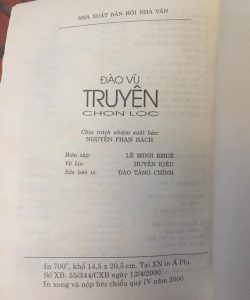 NHÀ XUẤT BẢN HỘI NHÀ VĂN
ĐÀO VŨ
TRUYỆN
CHỌN LỌC
Chịu trách nhiệm xuất bản:
NGUYỄN PHAN HÁCH
Biên tập: LÊ MINH KHUÊ
Vẽ bìa: HUYỀN KIÊU
Sửa bản in: ĐÀO TĂNG CHÍNH
In 700ᶜ, khổ 14,5 x 20,5 cm. Tại XN in Á Phi.
Số XB: 55/344/CXB ngày 12/4/2000.
In xong và nộp lưu chiểu quý IV năm 2000.